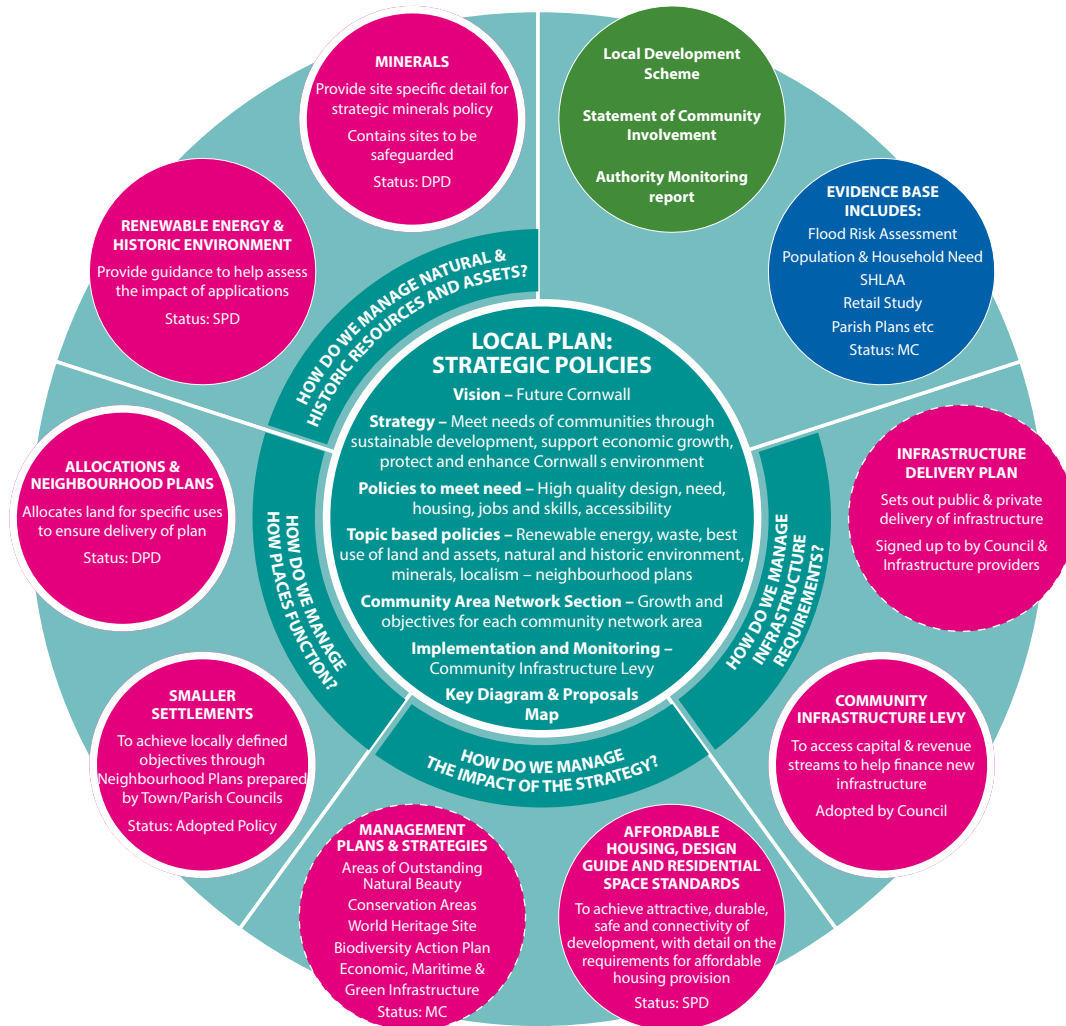 MINERALS
Provide site specific detail for
strategic minerals policy
Contains sites to be
safeguarded
Status: DPD
Local Development
Scheme
Statement of Community
Involvement
Authority Monitoring
report
EVIDENCE BASE
INCLUDES:
Flood Risk Assessment
Population & Household Need
SHLAA
Retail Study
Parish Plans etc
Status: MC
RENEWABLE ENERGY &
HISTORIC ENVIRONMENT
Provide guidance to help assess
the impact of applications
Status: SPD
HOW DO WE MANAGE NATURAL &
HISTORIC RESOURCES AND ASSETS?
LOCAL PLAN:
STRATEGIC POLICIES
Vision – Future Cornwall
Strategy – Meet needs of communities through
sustainable development, support economic growth,
protect and enhance Cornwall s environment
Policies to meet need – High quality design, need,
housing, jobs and skills, accessibility
Topic based policies – Renewable energy, waste, best
use of land and assets, natural and historic environment,
minerals, localism – neighbourhood plans
Community Area Network Section – Growth and
objectives for each community network area
Implementation and Monitoring –
Community Infrastructure Levy
Key Diagram & Proposals
Map
ALLOCATIONS &
NEIGHBOURHOOD PLANS
Allocates land for specific uses
to ensure delivery of plan
Status: DPD
HOW DO WE MANAGE
HOW PLACES FUNCTION?
HOW DO WE MANAGE
INFRASTRUCTURE
REQUIREMENTS?
INFRASTRUCTURE
DELIVERY PLAN
Sets out public & private
delivery of infrastructure
Signed up to by Council &
Infrastructure providers
SMALLER
SETTLEMENTS
To achieve locally defined
objectives through
Neighbourhood Plans prepared
by Town/Parish Councils
Status: Adopted Policy
HOW DO WE MANAGE
THE IMPACT OF THE STRATEGY?
COMMUNITY
INFRASTRUCTURE LEVY
To access capital & revenue
streams to help finance new
infrastructure
Adopted by Council
MANAGEMENT
PLANS & STRATEGIES
Areas of Outstanding
Natural Beauty
Conservation Areas
World Heritage Site
Biodiversity Action Plan
Economic, Maritime &
Green Infrastructure
Status: MC
AFFORDABLE
HOUSING, DESIGN
GUIDE AND RESIDENTIAL
SPACE STANDARDS
To achieve attractive, durable,
safe and connectivity of
development, with detail on the
requirements for affordable
housing provision
Status: SPD